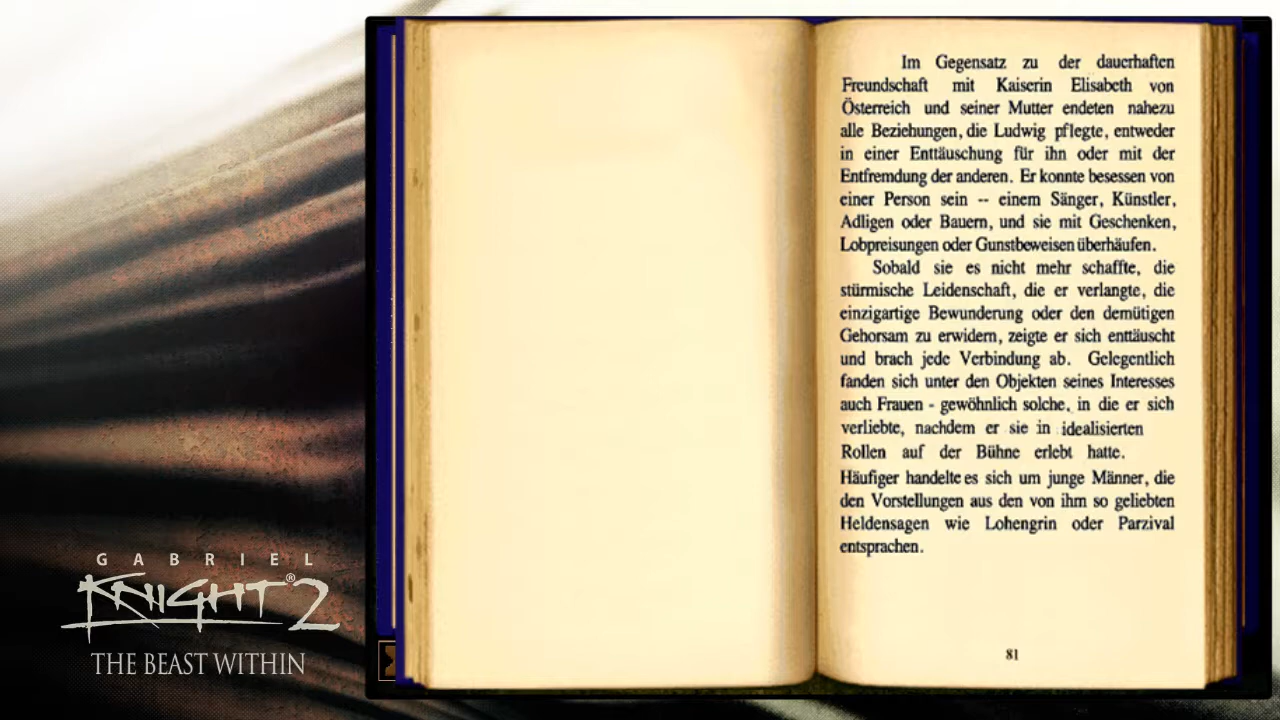 Im Gegensatz zu der dauerhaften
Freundschaft mit Kaiserin Elisabeth von
Österreich und seiner Mutter endeten nahezu
alle Beziehungen, die Ludwig pflegte, entweder
in einer Enttäuschung für ihn oder mit der
Entfremdung der anderen. Er konnte besessen von
einer Person sein -- einem Sänger, Künstler,
Adligen oder Bauern, und sie mit Geschenken,
Lobpreisungen oder Gunstbeweisen überhäufen.
Sobald sie es nicht mehr schaffte, die
stürmische Leidenschaft, die er verlangte, die
einzigartige Bewunderung oder den demütigen
Gehorsam zu erwidern, zeigte er sich enttäuscht
und brach jede Verbindung ab. Gelegentlich
fanden sich unter den Objekten seines Interesses
auch Frauen - gewöhnlich solche, in die er sich
verliebte, nachdem er sie in idealisierten
Rollen auf der Bühne erlebt hatte.
Häufiger handelte es sich um junge Männer, die
den Vorstellungen aus den von ihm so geliebten
Heldensagen wie Lohengrin oder Parzival
entsprachen.
81
GABRIEL
KNIGHT® 2
THE BEAST WITHIN